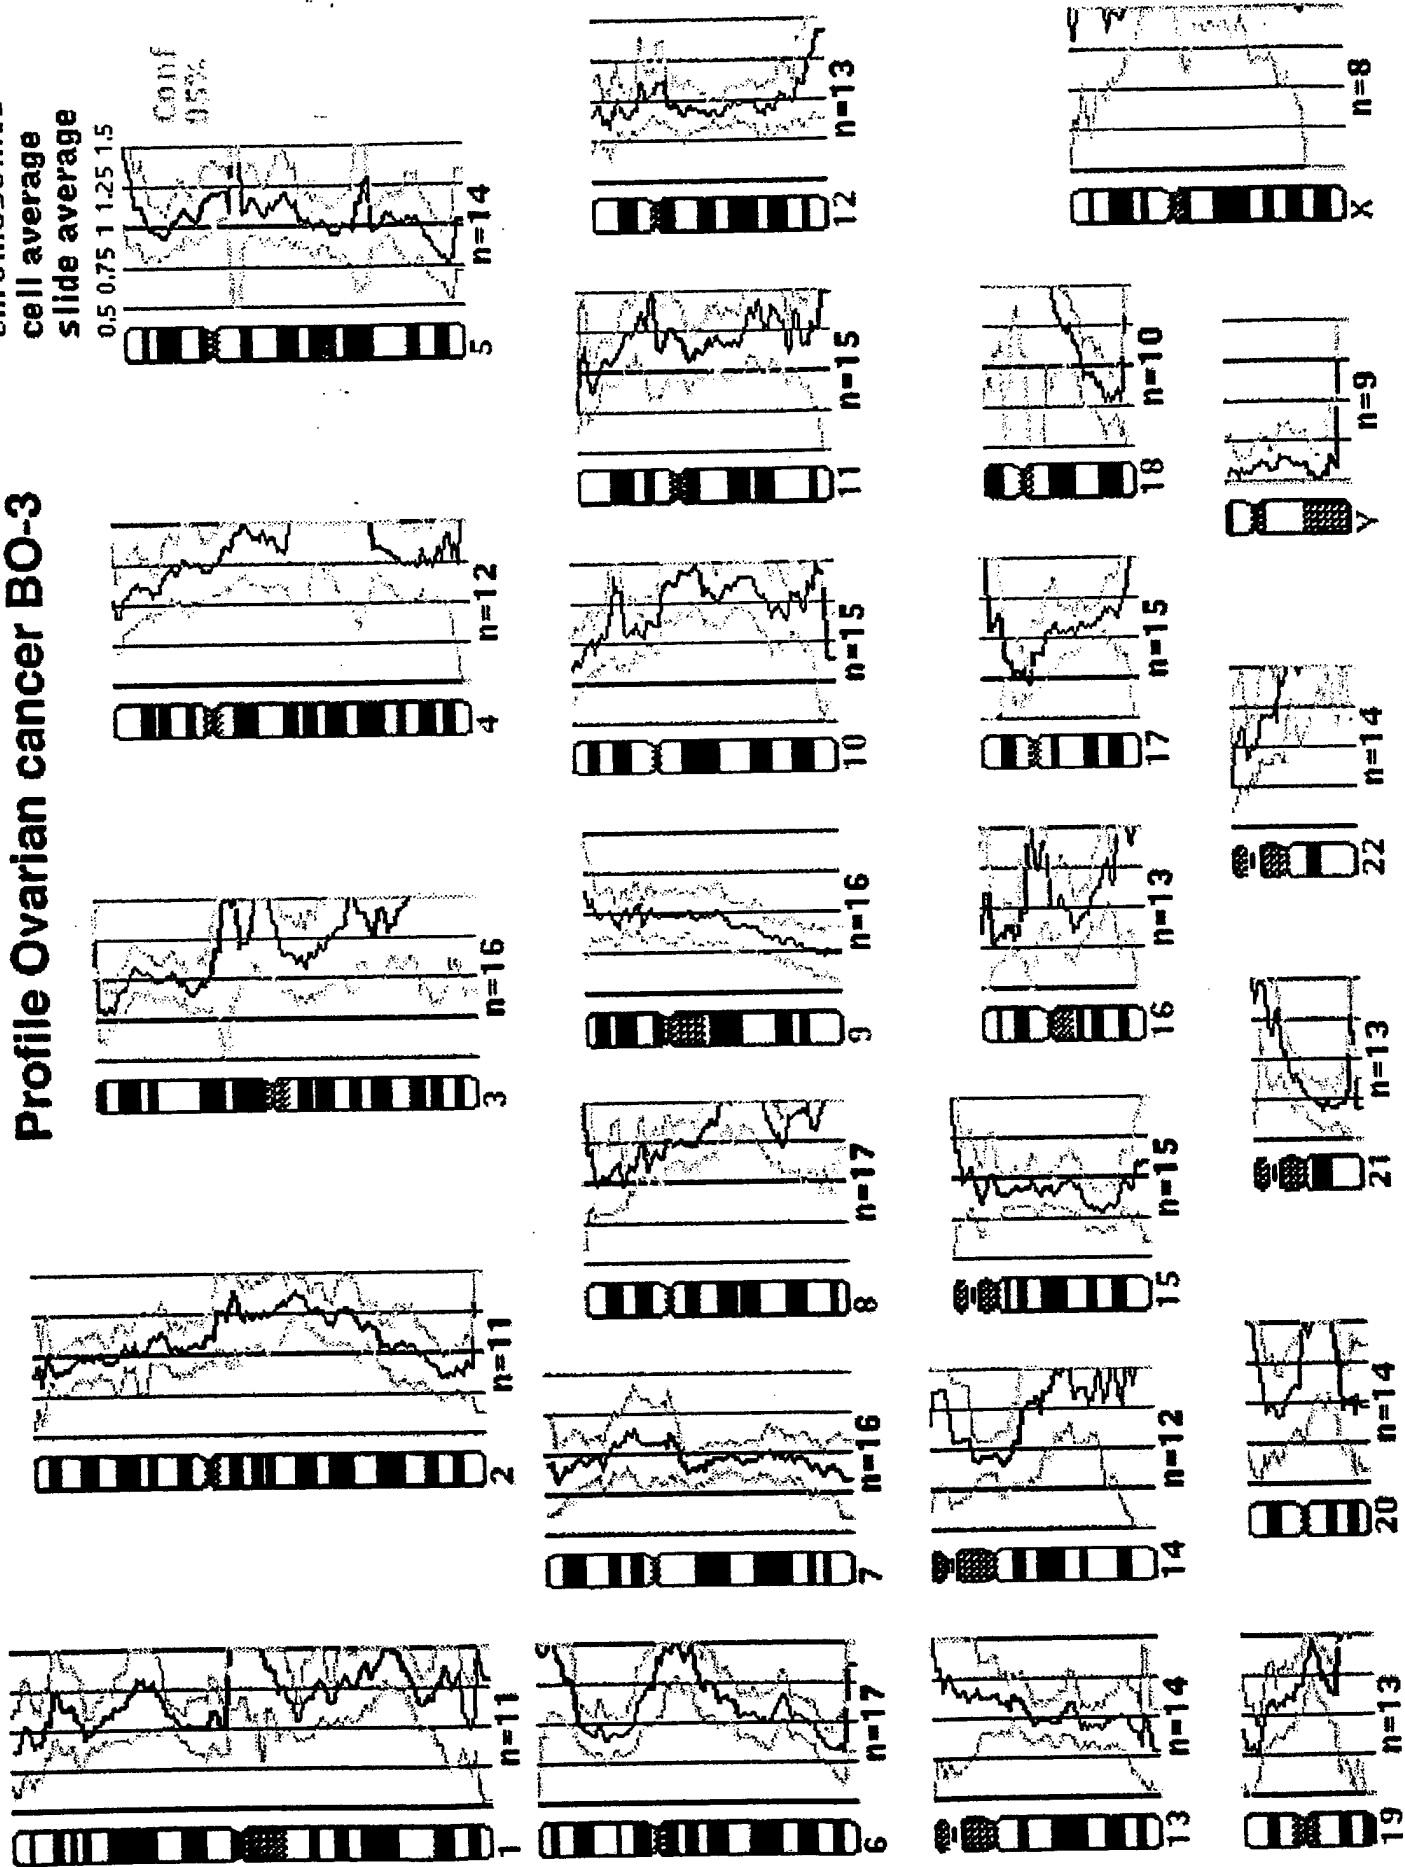 Profile Ovarian cancer BO-3
cell average
slide average
0.5 0.75 1 1.25 1.5
Conf
1 n=11
2 n=11
3 n=16
4 n=12
5 n=14
6 n=17
7 n=16
8 n=17
9 n=16
10 n=15
11 n=15
12 n=13
13 n=14
14 n=12
15 n=15
16 n=13
17 n=15
18 n=10
19 n=13
20 n=14
21 n=13
22 n=14
Y n=9
X n=8